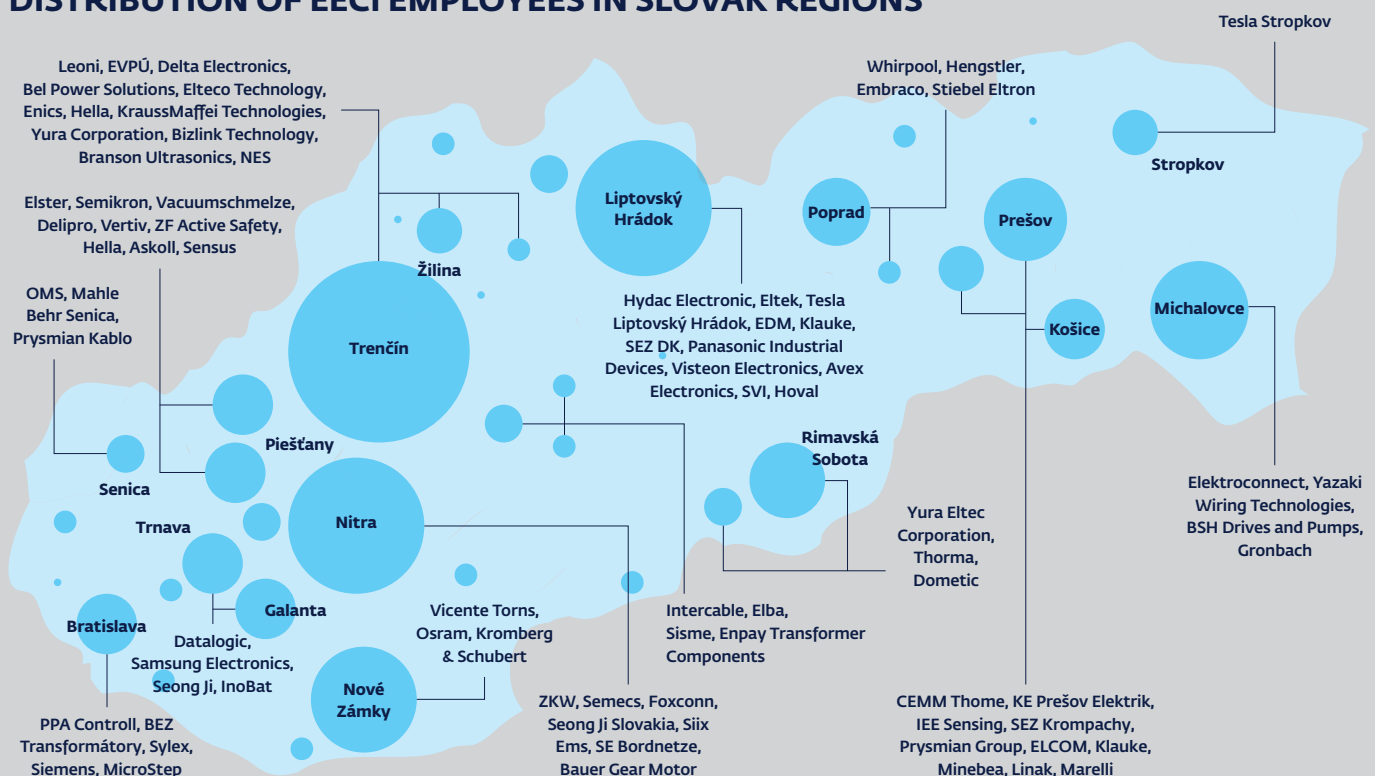 DISTRIBUTION OF EECI EMPLOYEES IN SLOVAK REGIONS
Tesla Stropkov
Leoni, EVPÚ, Delta Electronics,
Bel Power Solutions, Elteco Technology,
Enics, Hella, KraussMaffei Technologies,
Yura Corporation, Bizlink Technology,
Branson Ultrasonics, NES
Whirpool, Hengstler,
Embraco, Stiebel Eltron
Stropkov
Elster, Semikron, Vacuumschmelze,
Delipro, Vertiv, ZF Active Safety,
Hella, Askoll, Sensus
Liptovský
Hrádok
Poprad
Prešov
Žilina
OMS, Mahle
Behr Senica,
Prysmian Kablo
Trenčín
Hydac Electronic, Eltek, Tesla
Liptovský Hrádok, EDM, Klauke,
SEZ DK, Panasonic Industrial
Devices, Visteon Electronics, Avex
Electronics, SVI, Hoval
Michalovce
Košice
Piešťany
Senica
Rimavská
Sobota
Trnava
Nitra
Elektroconnect, Yazaki
Wiring Technologies,
BSH Drives and Pumps,
Gronbach
Yura Eltec
Corporation,
Thorma,
Dometic
Galanta
Bratislava
Datalogic,
Samsung Electronics,
Seong Ji, InoBat
Vicente Torns,
Osram, Kromberg
& Schubert
Intercable, Elba,
Sisme, Enpay Transformer
Components
Nové
Zámky
PPA Controll, BEZ
Transformátory, Sylex,
Siemens, MicroStep
ZKW, Semecs, Foxconn,
Seong Ji Slovakia, Siix
Ems, SE Bordnetze,
Bauer Gear Motor
CEMM Thome, KE Prešov Elektrik,
IEE Sensing, SEZ Krompachy,
Prysmian Group, ELCOM, Klauke,
Minebea, Linak, Marelli